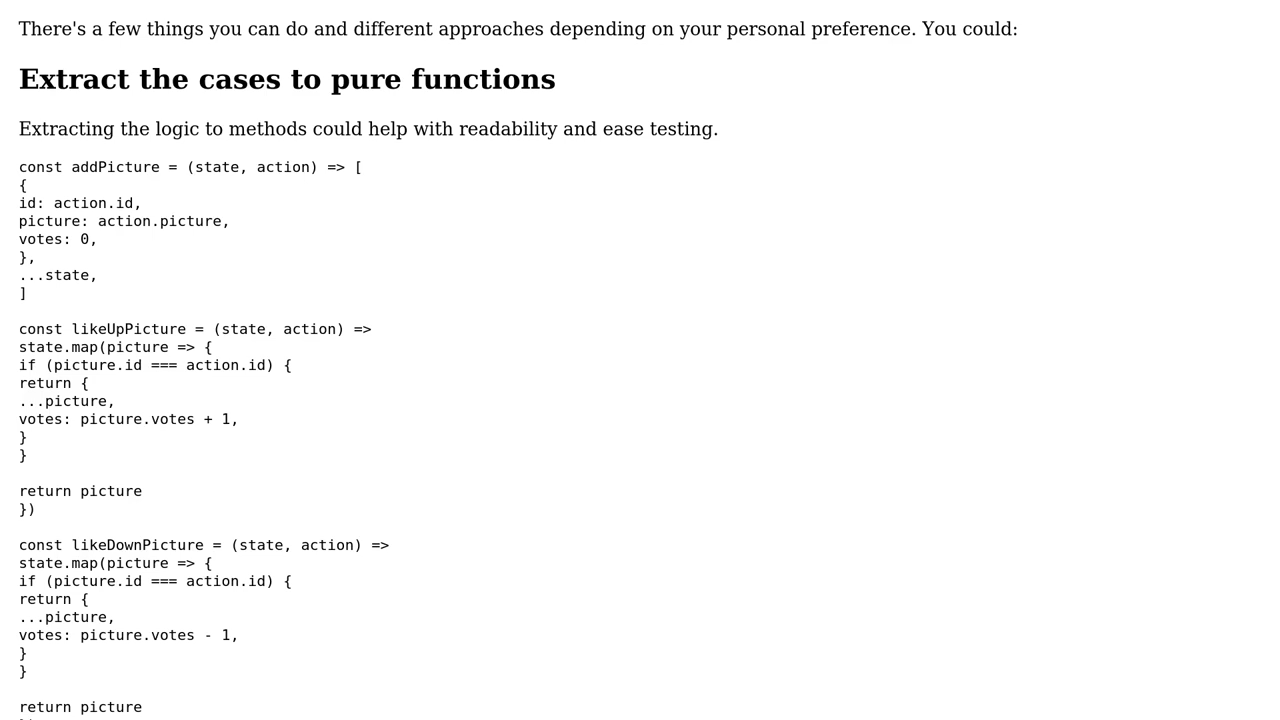 There's a few things you can do and different approaches depending on your personal preference. You could:
Extract the cases to pure functions
Extracting the logic to methods could help with readability and ease testing.
const addPicture = (state, action) => [
{
id: action.id,
picture: action.picture,
votes: 0,
},
...state,
]
const likeUpPicture = (state, action) =>
state.map(picture => {
if (picture.id === action.id) {
return {
...picture,
votes: picture.votes + 1,
}
}
return picture
})
const likeDownPicture = (state, action) =>
state.map(picture => {
if (picture.id === action.id) {
return {
...picture,
votes: picture.votes - 1,
}
}
return picture